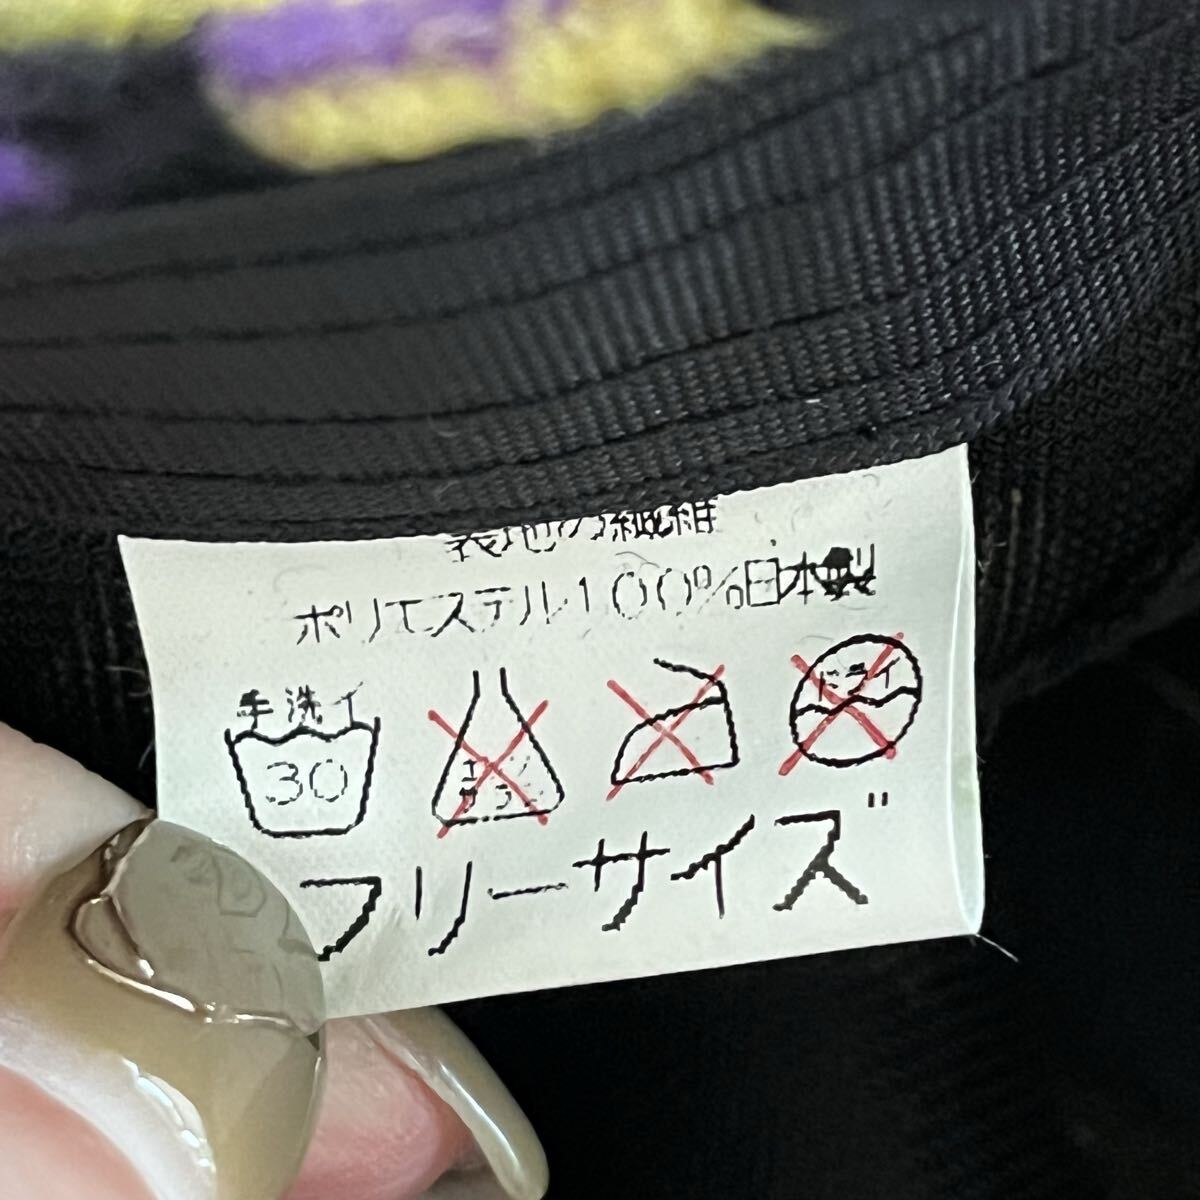 表地の繊維
ポリエステル100%日本製
手洗イ
30
エンソ
サラシ
ドライ
フリーサイズ